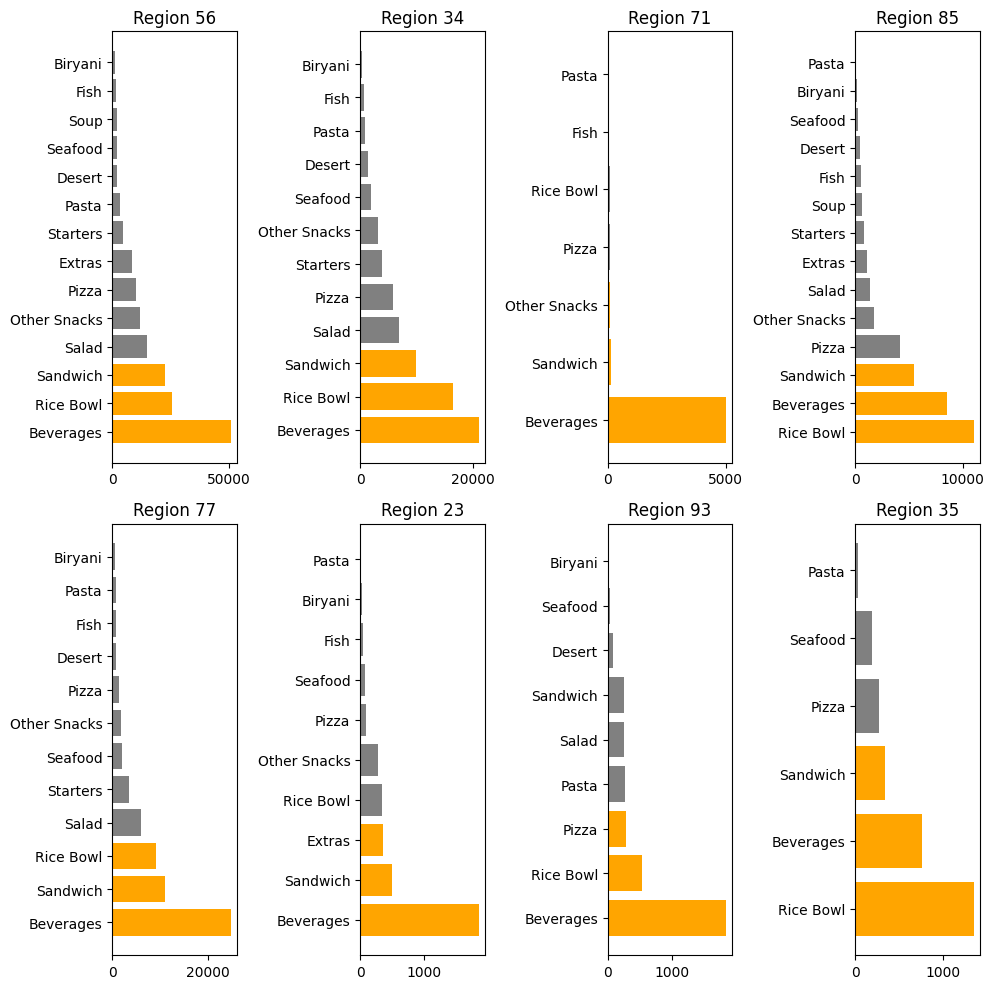 Region 56
Biryani
Fish
Soup
Seafood
Desert
Pasta
Starters
Extras
Pizza
Other Snacks
Salad
Sandwich
Rice Bowl
Beverages
0 50000
Region 34
Biryani
Fish
Pasta
Desert
Seafood
Other Snacks
Starters
Pizza
Salad
Sandwich
Rice Bowl
Beverages
0 20000
Region 71
Pasta
Fish
Rice Bowl
Pizza
Other Snacks
Sandwich
Beverages
0 5000
Region 85
Pasta
Biryani
Seafood
Desert
Fish
Soup
Starters
Extras
Salad
Other Snacks
Pizza
Sandwich
Beverages
Rice Bowl
0 10000
Region 77
Biryani
Pasta
Fish
Desert
Pizza
Other Snacks
Seafood
Starters
Salad
Rice Bowl
Sandwich
Beverages
0 20000
Region 23
Pasta
Biryani
Fish
Seafood
Pizza
Other Snacks
Rice Bowl
Extras
Sandwich
Beverages
0 1000
Region 93
Biryani
Seafood
Desert
Sandwich
Salad
Pasta
Pizza
Rice Bowl
Beverages
0 1000
Region 35
Pasta
Seafood
Pizza
Sandwich
Beverages
Rice Bowl
0 1000